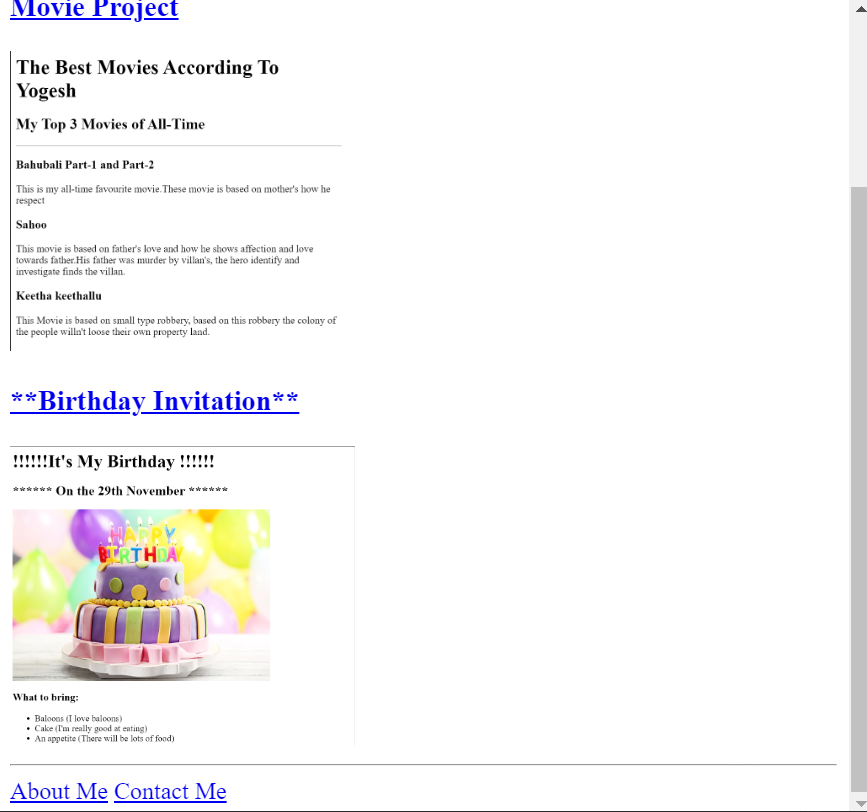 Movie Project
The Best Movies According To
Yogesh
My Top 3 Movies of All-Time
Bahubali Part-1 and Part-2
This is my all-time favourite movie.These movie is based on mother's how he
respect
Sahoo
This movie is based on father's love and how he shows affection and love
towards father.His father was murder by villan's, the hero identify and
investigate finds the villan.
Keetha keethallu
This Movie is based on small type robbery, based on this robbery the colony of
the people willn't loose their own property land.
**Birthday Invitation**
!!!!!!It's My Birthday !!!!!!
****** On the 29th November ******
HAPPY
BIRTHDAY
What to bring:
• Baloons (I love baloons)
• Cake (I'm really good at eating)
• An appetite (There will be lots of food)
About Me Contact Me